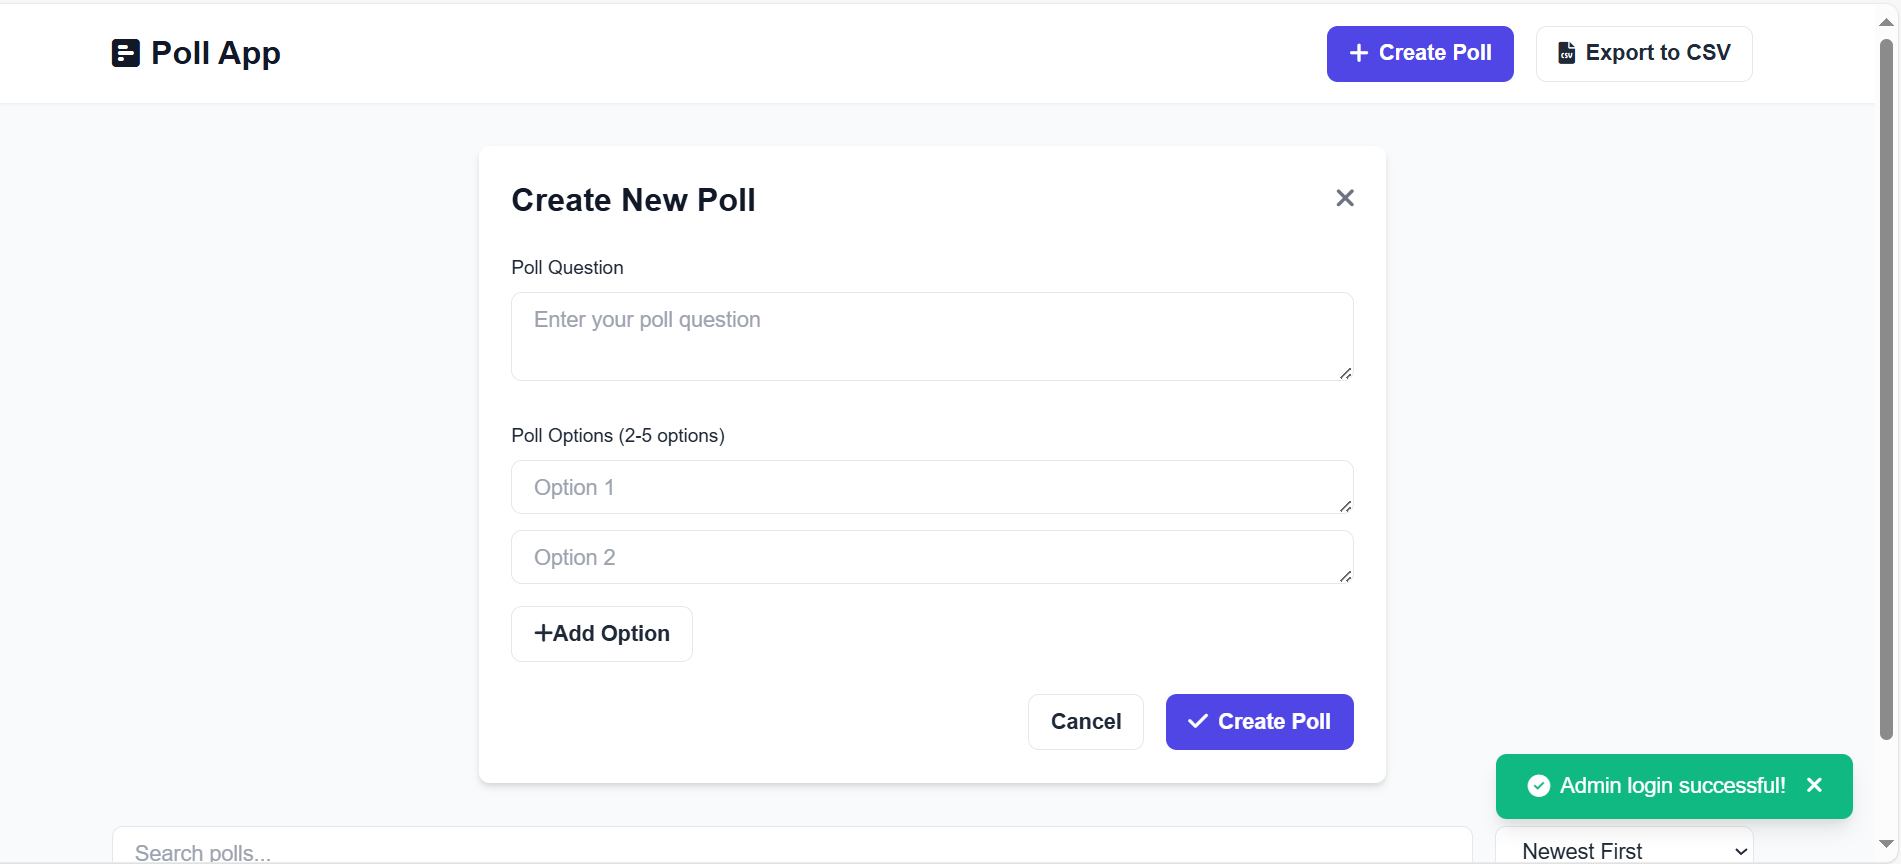 Poll App
Create Poll
Export to CSV
Create New Poll
Poll Question
Enter your poll question
Poll Options (2-5 options)
Option 1
Option 2
Add Option
Cancel
Create Poll
Admin login successful!
Search polls...
Newest First